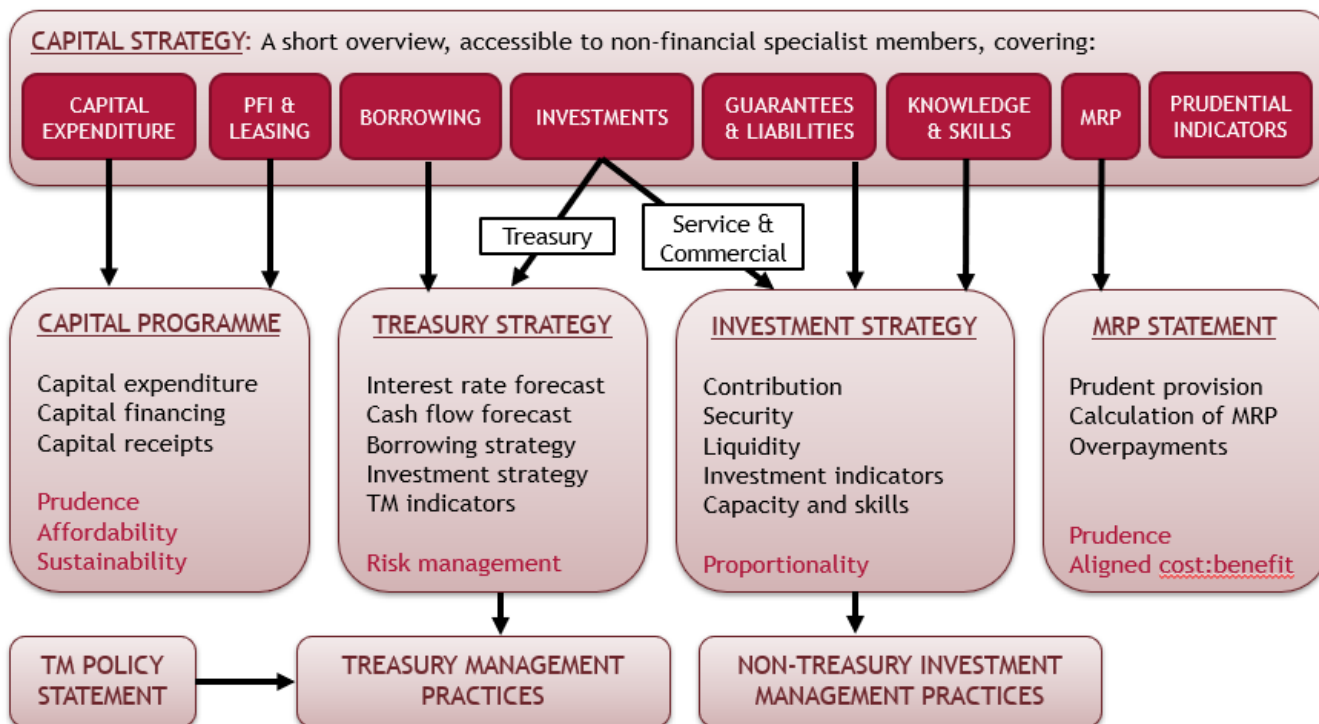 CAPITAL STRATEGY: A short overview, accessible to non-financial specialist members, covering:
CAPITAL
EXPENDITURE
PFI &
LEASING
BORROWING
INVESTMENTS
GUARANTEES
& LIABILITIES
KNOWLEDGE
& SKILLS
MRP
PRUDENTIAL
INDICATORS
Treasury
Service &
Commercial
CAPITAL PROGRAMME
Capital expenditure
Capital financing
Capital receipts
Prudence
Affordability
Sustainability
TREASURY STRATEGY
Interest rate forecast
Cash flow forecast
Borrowing strategy
Investment strategy
TM indicators
Risk management
INVESTMENT STRATEGY
Contribution
Security
Liquidity
Investment indicators
Capacity and skills
Proportionality
MRP STATEMENT
Prudent provision
Calculation of MRP
Overpayments
Prudence
Aligned cost:benefit
TM POLICY
STATEMENT
TREASURY MANAGEMENT
PRACTICES
NON-TREASURY INVESTMENT
MANAGEMENT PRACTICES